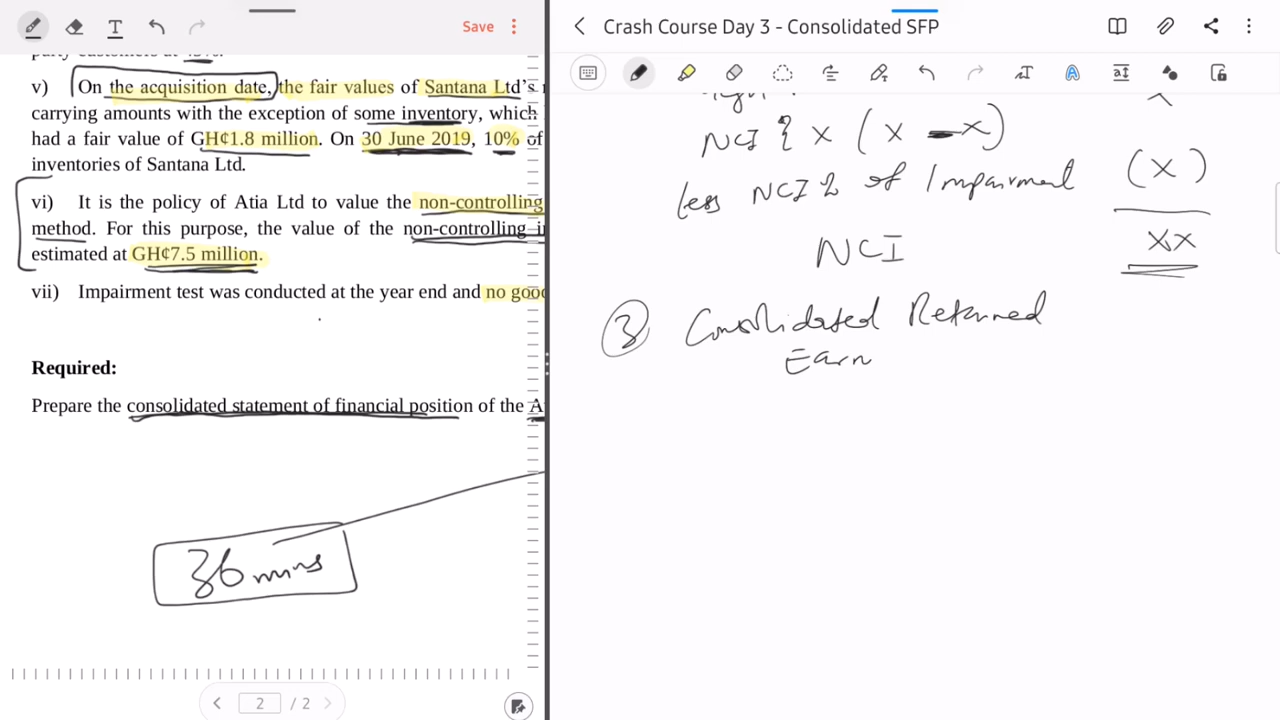 Save
party customers at
v) On the acquisition date, the fair values of Santana Ltd's
carrying amounts with the exception of some inventory, which
had a fair value of GH¢1.8 million. On 30 June 2019, 10% of
inventories of Santana Ltd.
vi) It is the policy of Atia Ltd to value the non-controlling
method. For this purpose, the value of the non-controlling i
estimated at GH¢7.5 million.
vii) Impairment test was conducted at the year end and no goo
Required:
Prepare the consolidated statement of financial position of the A
36 mins
2 / 2
Crash Course Day 3 - Consolidated SFP
NCI % x (x - x)
less NCI % of Impairment (x)
NCI xx
③ Consolidated Retained
Earn